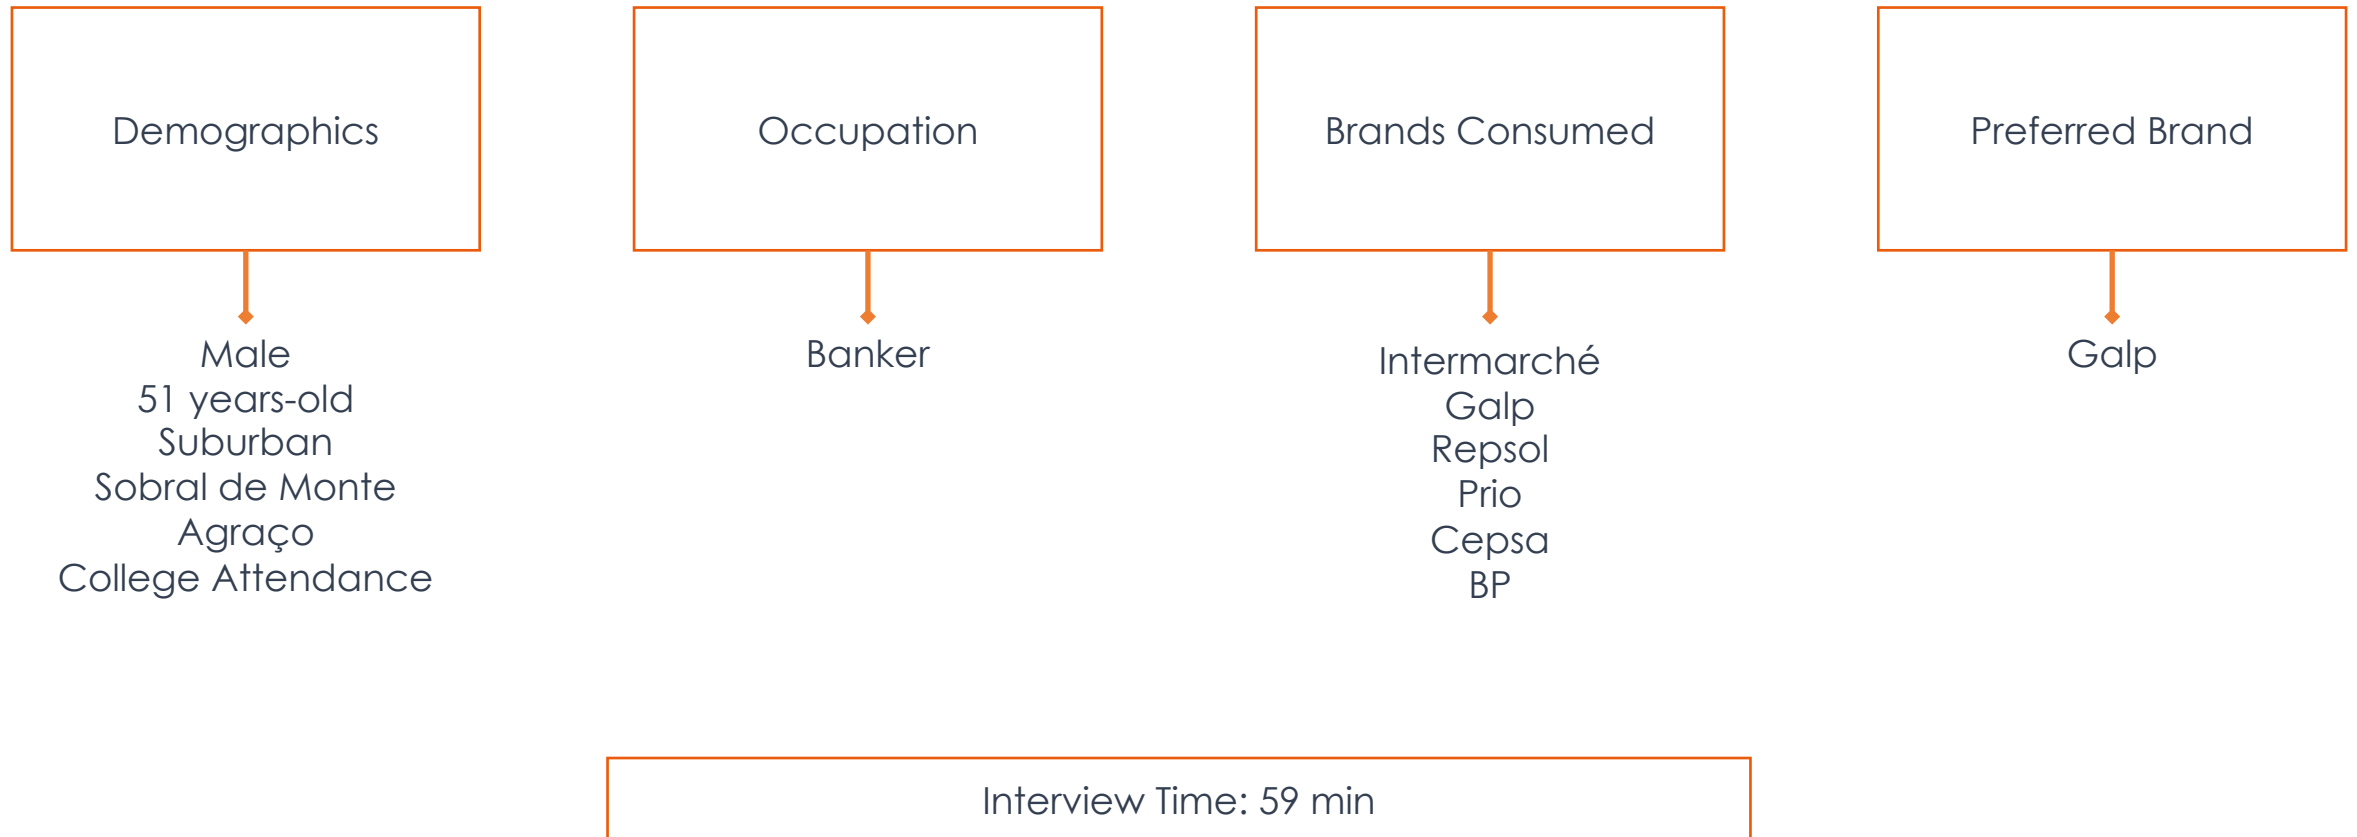 Demographics
Male
51 years-old
Suburban
Sobral de Monte
Agraço
College Attendance
Occupation
Banker
Brands Consumed
Intermarché
Galp
Repsol
Prio
Cepsa
BP
Preferred Brand
Galp
Interview Time: 59 min